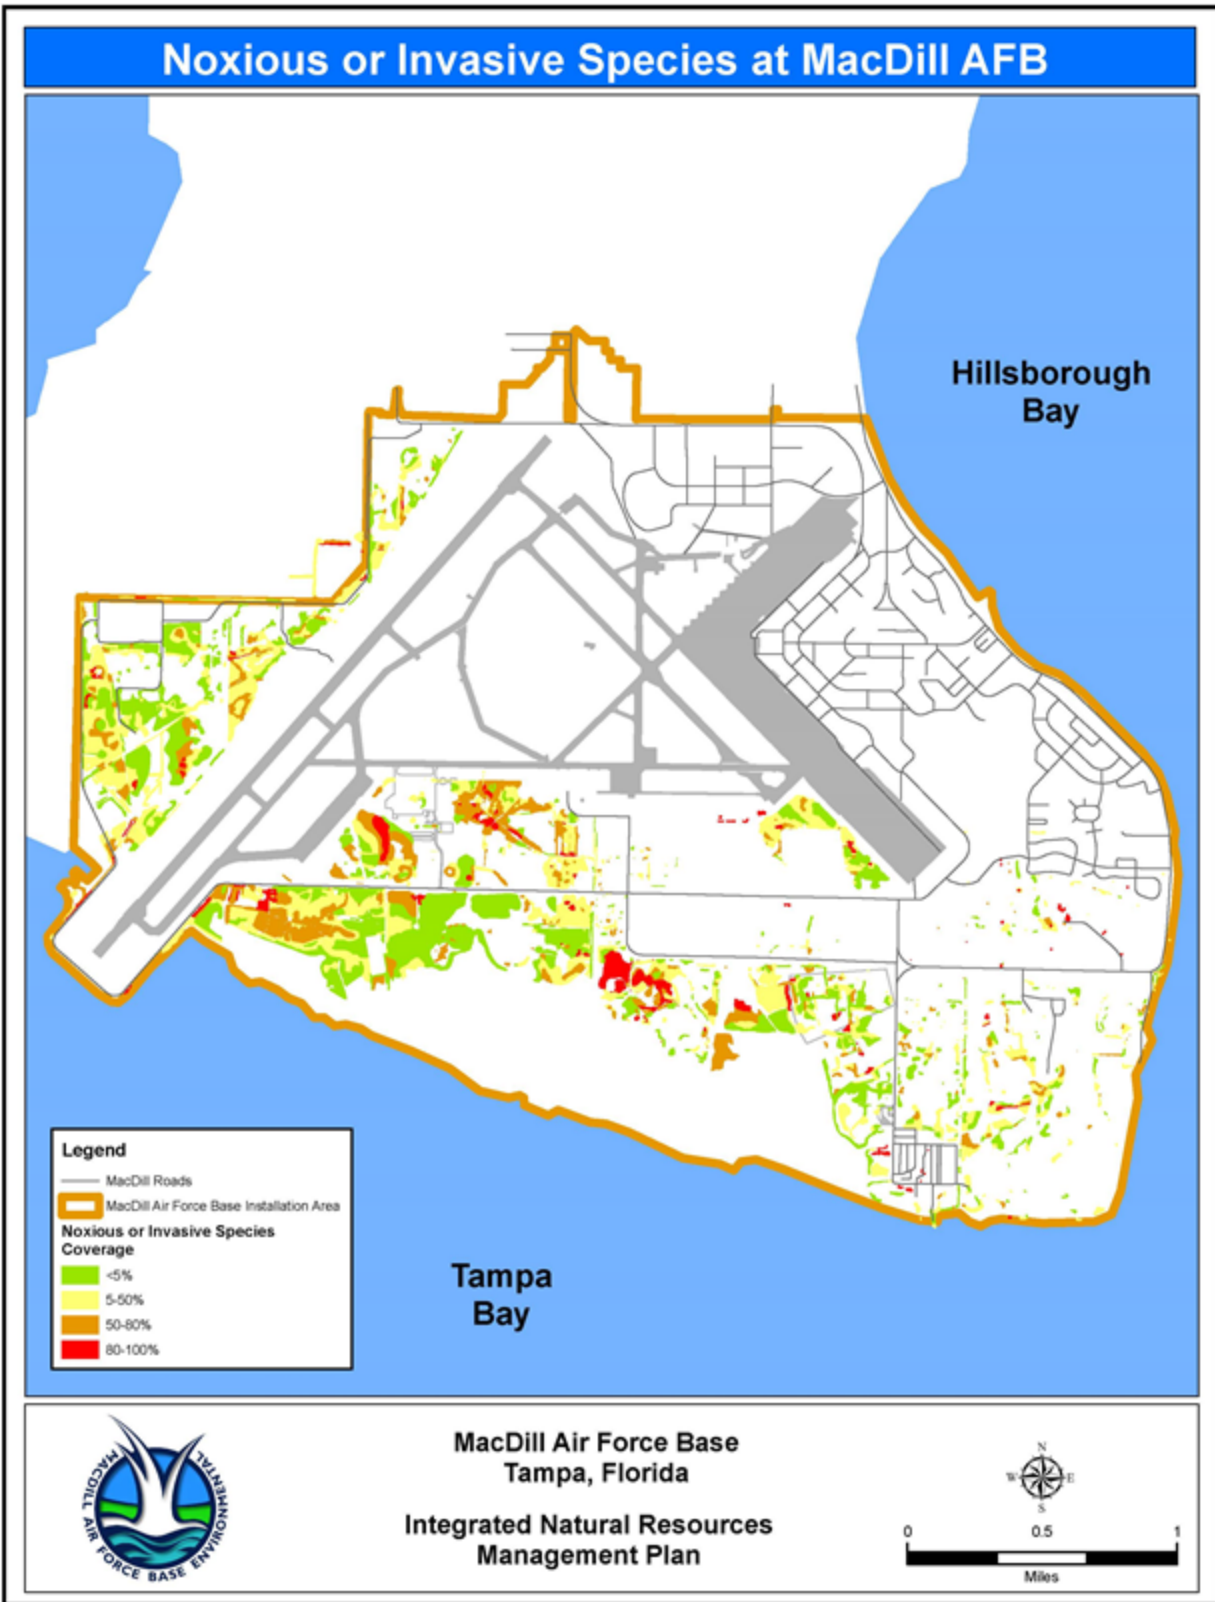 Noxious or Invasive Species at MacDill AFB
Hillsborough
Bay
Legend
MacDill Roads
MacDill Air Force Base Installation Area
Noxious or Invasive Species
Coverage
<5%
5-50%
50-80%
80-100%
Tampa
Bay
MACDILL AIR FORCE BASE ENVIRONMENTAL
MacDill Air Force Base
Tampa, Florida
Integrated Natural Resources
Management Plan
N
W E
S
0 0.5 1
Miles